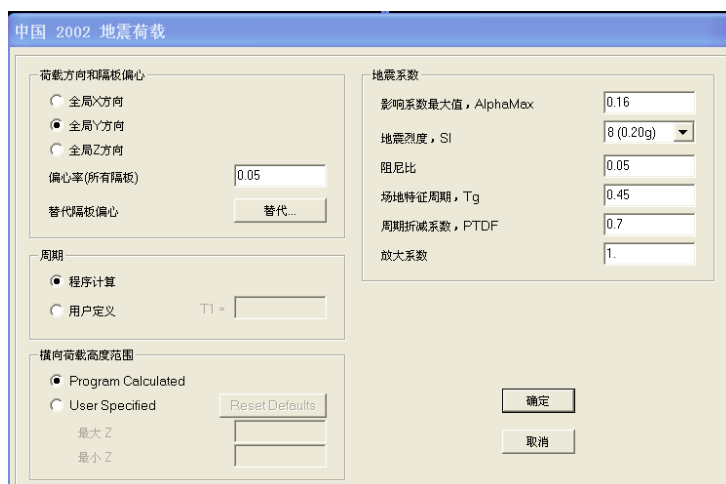 中国 2002 地震荷载
荷载方向和隔板偏心
全局X方向
全局Y方向
全局Z方向
偏心率(所有隔板) 0.05
替代隔板偏心 替代...
周期
程序计算
用户定义 T1 =
横向荷载高度范围
Program Calculated
User Specified Reset Defaults
最大 Z
最小 Z
地震系数
影响系数最大值，AlphaMax 0.16
地震烈度，SI 8 (0.20g)
阻尼比 0.05
场地特征周期，Tg 0.45
周期折减系数，PTDF 0.7
放大系数 1.
确定
取消